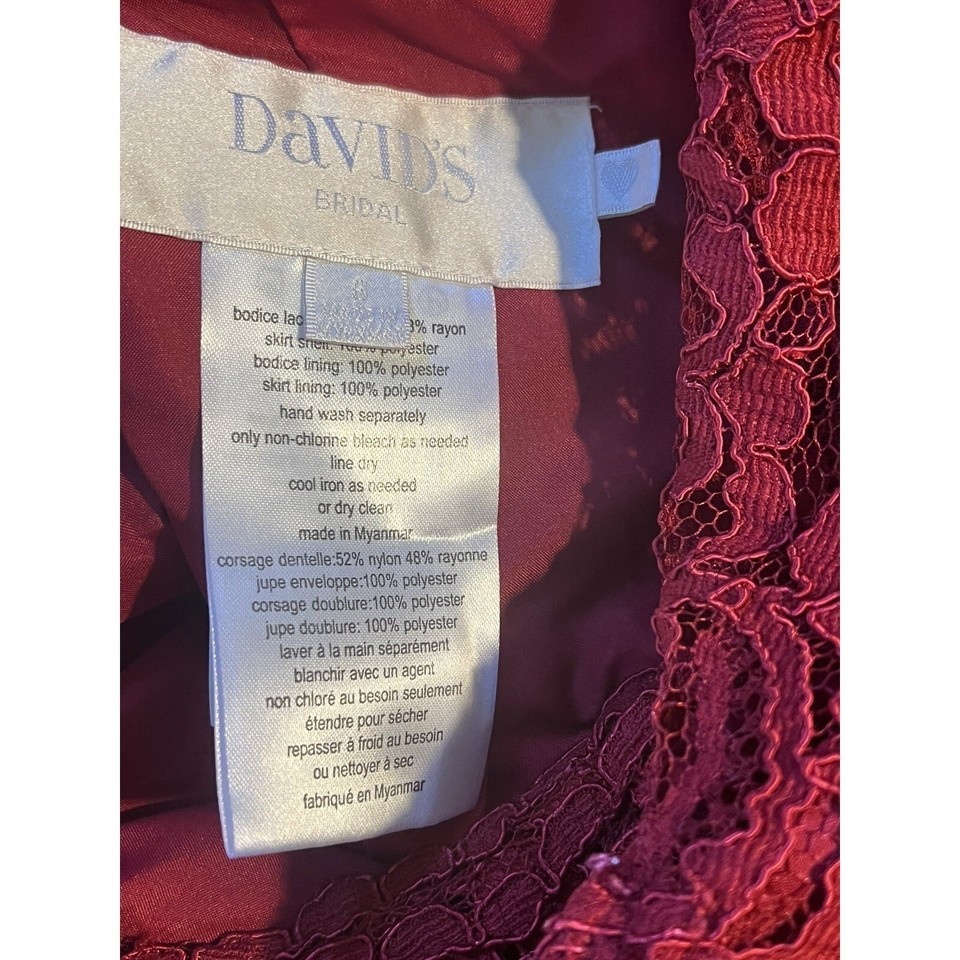 DaVID'S
BRIDAL
bodice lac 8% rayon
skirt shell: 100% polyester
bodice lining: 100% polyester
skirt lining: 100% polyester
hand wash separately
only non-chlorine bleach as needed
line dry
cool iron as needed
or dry clean
made in Myanmar
corsage dentelle:52% nylon 48% rayonne
jupe enveloppe:100% polyester
corsage doublure:100% polyester
jupe doublure: 100% polyester
laver à la main séparément
blanchir avec un agent
non chloré au besoin seulement
étendre pour sécher
repasser à froid au besoin
ou nettoyer à sec
fabriqué en Myanmar